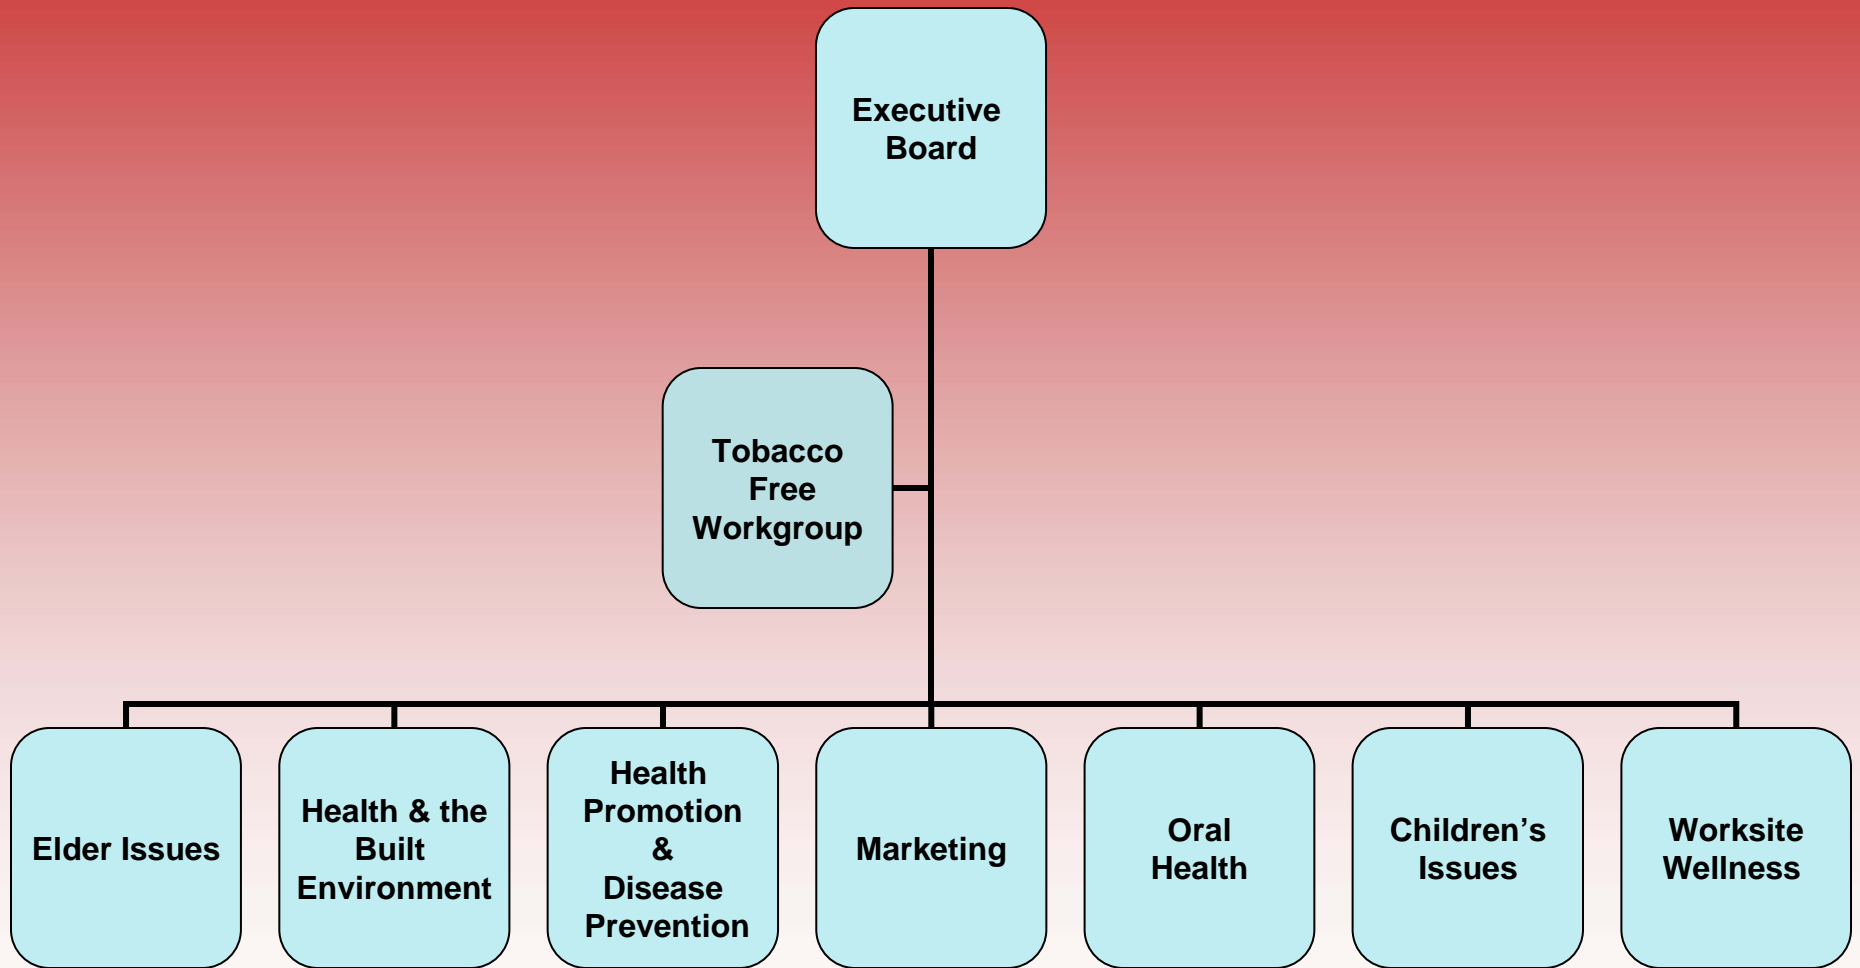 Executive
Board
Tobacco
Free
Workgroup
Elder Issues
Health & the
Built
Environment
Health
Promotion
&
Disease
Prevention
Marketing
Oral
Health
Children’s
Issues
Worksite
Wellness